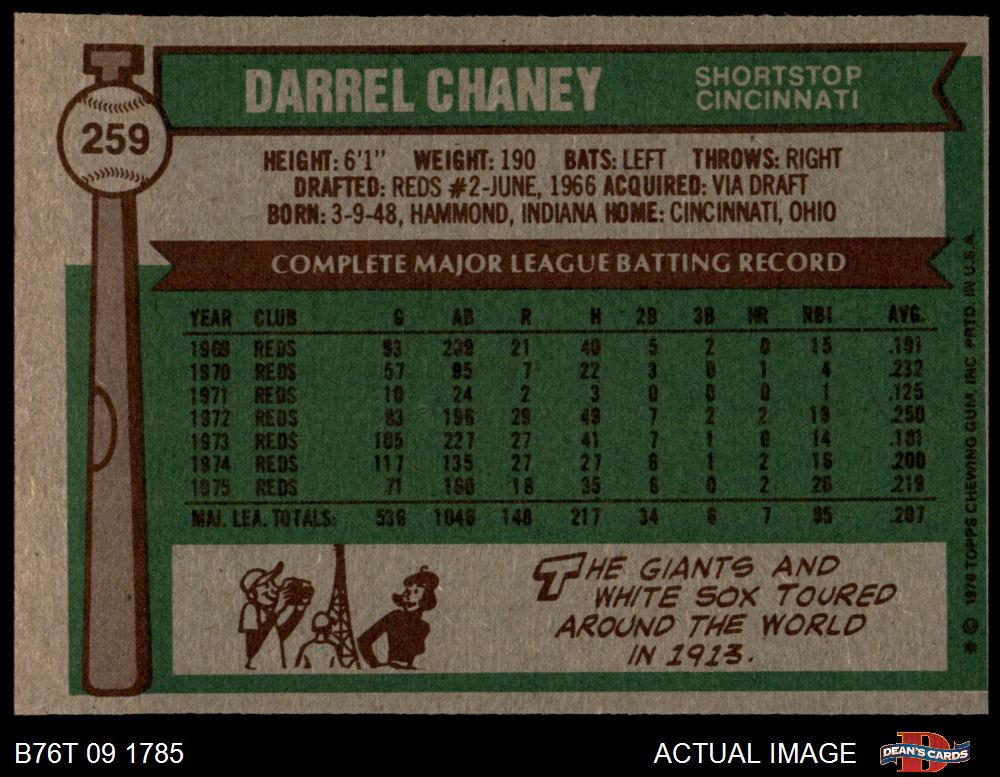 DARREL CHANEY
SHORTSTOP
CINCINNATI
259
HEIGHT: 6'1" WEIGHT: 190 BATS: LEFT THROWS: RIGHT
DRAFTED: REDS #2-JUNE, 1966 ACQUIRED: VIA DRAFT
BORN: 3-9-48, HAMMOND, INDIANA HOME: CINCINNATI, OHIO
COMPLETE MAJOR LEAGUE BATTING RECORD
YEAR CLUB G AB R H 2B 3B HR RBI AVG.
1969 REDS 93 209 21 40 5 2 0 15 .191
1970 REDS 57 95 7 22 3 0 1 4 .232
1971 REDS 10 24 2 3 0 0 0 1 .125
1972 REDS 83 196 29 49 7 2 2 19 .250
1973 REDS 105 227 27 41 7 1 0 14 .181
1974 REDS 117 135 27 27 6 1 2 16 .200
1975 REDS 71 160 18 35 6 0 2 26 .219
MAJ. LEA. TOTALS: 536 1046 148 217 34 6 7 95 .207
THE GIANTS AND
WHITE SOX TOURED
AROUND THE WORLD
IN 1913.
* © 1976 TOPPS CHEWING GUM, INC. PRTD IN U.S.A.
B76T 09 1785
ACTUAL IMAGE
DEAN'S CARDS